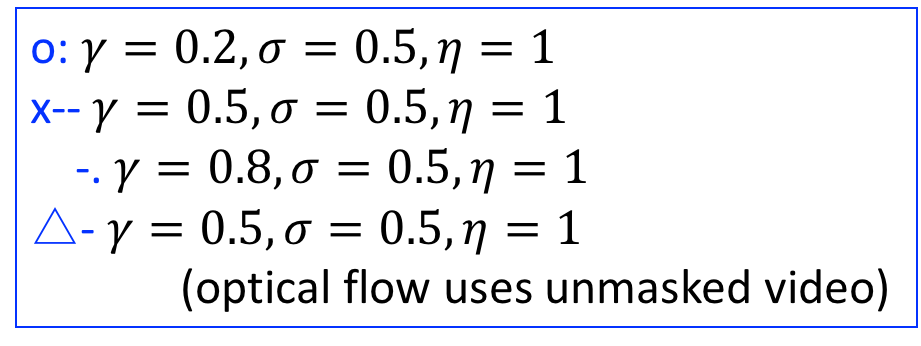 o: γ = 0.2, σ = 0.5, η = 1
x-- γ = 0.5, σ = 0.5, η = 1
-. γ = 0.8, σ = 0.5, η = 1
△- γ = 0.5, σ = 0.5, η = 1
(optical flow uses unmasked video)